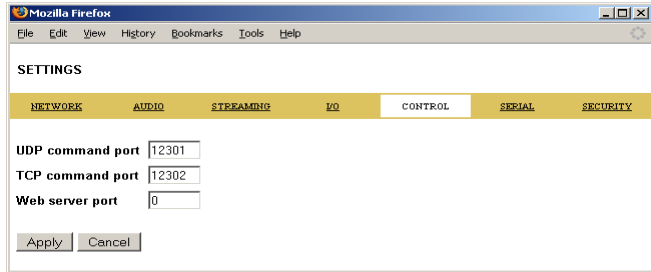 Mozilla Firefox
File Edit View History Bookmarks Tools Help
SETTINGS
NETWORK AUDIO STREAMING I/O CONTROL SERIAL SECURITY
UDP command port 12301
TCP command port 12302
Web server port 0
Apply Cancel